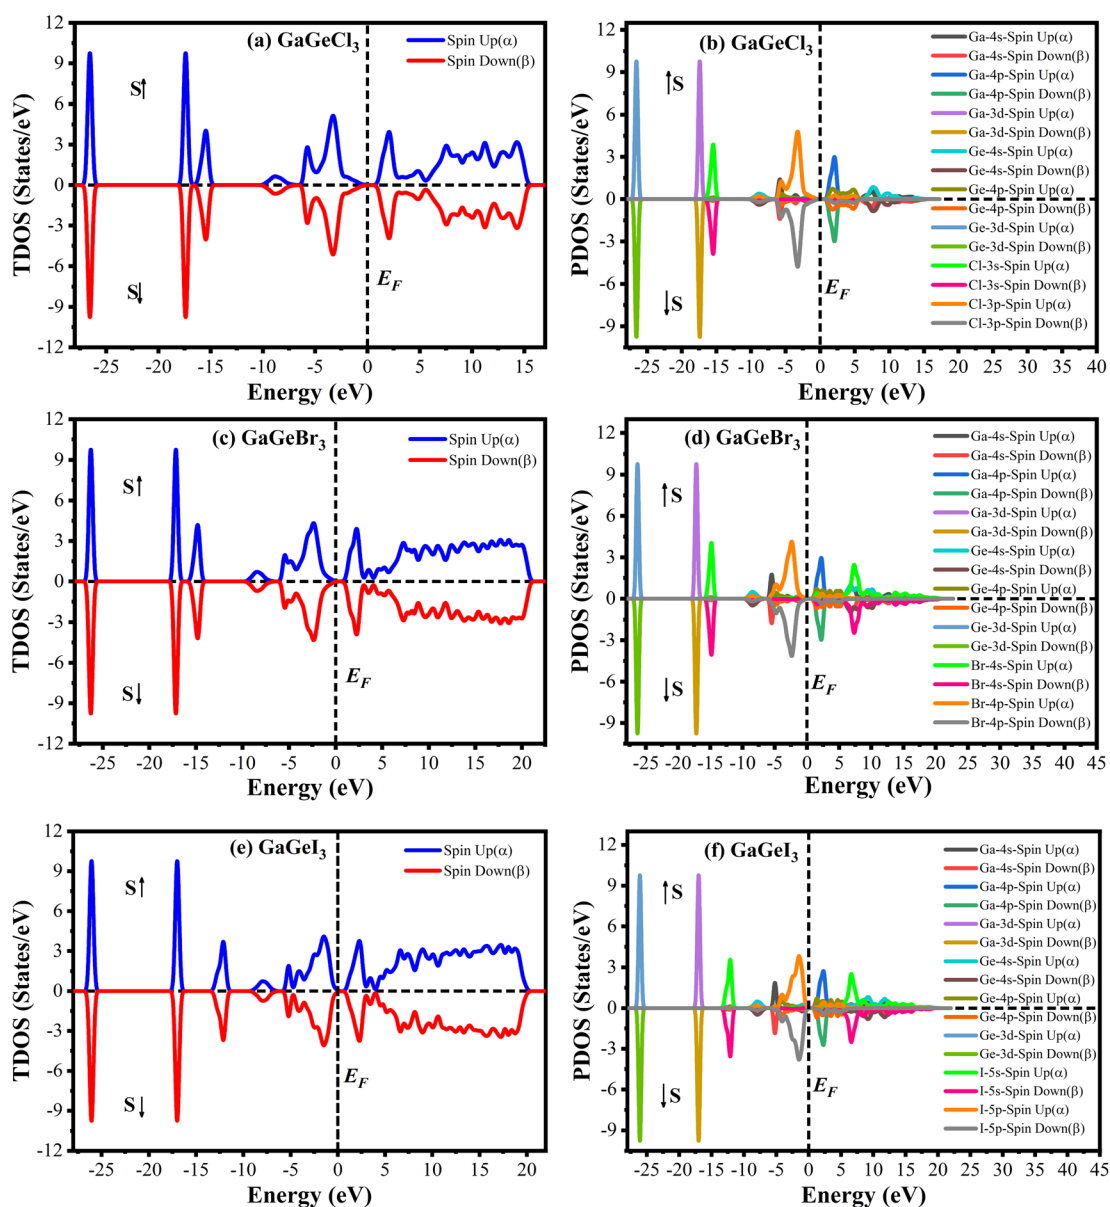 (a) GaGeCl3
Spin Up(α)
Spin Down(β)
S↑
S↓
EF
TDOS (States/eV)
12
9
6
3
0
-3
-6
-9
-12
-25 -20 -15 -10 -5 0 5 10 15
Energy (eV)
(b) GaGeCl3
Ga-4s-Spin Up(α)
Ga-4s-Spin Down(β)
Ga-4p-Spin Up(α)
Ga-4p-Spin Down(β)
Ga-3d-Spin Up(α)
Ga-3d-Spin Down(β)
Ge-4s-Spin Up(α)
Ge-4s-Spin Down(β)
Ge-4p-Spin Up(α)
Ge-4p-Spin Down(β)
Ge-3d-Spin Up(α)
Ge-3d-Spin Down(β)
Cl-3s-Spin Up(α)
Cl-3s-Spin Down(β)
Cl-3p-Spin Up(α)
Cl-3p-Spin Down(β)
↑S
↓S
EF
PDOS (States/eV)
12
9
6
3
0
-3
-6
-9
-25 -20 -15 -10 -5 0 5 10 15 20 25 30 35 40
Energy (eV)
(c) GaGeBr3
Spin Up(α)
Spin Down(β)
S↑
S↓
EF
TDOS (States/eV)
12
9
6
3
0
-3
-6
-9
-12
-25 -20 -15 -10 -5 0 5 10 15 20
Energy (eV)
(d) GaGeBr3
Ga-4s-Spin Up(α)
Ga-4s-Spin Down(β)
Ga-4p-Spin Up(α)
Ga-4p-Spin Down(β)
Ga-3d-Spin Up(α)
Ga-3d-Spin Down(β)
Ge-4s-Spin Up(α)
Ge-4s-Spin Down(β)
Ge-4p-Spin Up(α)
Ge-4p-Spin Down(β)
Ge-3d-Spin Up(α)
Ge-3d-Spin Down(β)
Br-4s-Spin Up(α)
Br-4s-Spin Down(β)
Br-4p-Spin Up(α)
Br-4p-Spin Down(β)
↑S
↓S
EF
PDOS (States/eV)
12
9
6
3
0
-3
-6
-9
-25 -20 -15 -10 -5 0 5 10 15 20 25 30 35 40 45
Energy (eV)
(e) GaGeI3
Spin Up(α)
Spin Down(β)
S↑
S↓
EF
TDOS (States/eV)
12
9
6
3
0
-3
-6
-9
-12
-25 -20 -15 -10 -5 0 5 10 15 20
Energy (eV)
(f) GaGeI3
Ga-4s-Spin Up(α)
Ga-4s-Spin Down(β)
Ga-4p-Spin Up(α)
Ga-4p-Spin Down(β)
Ga-3d-Spin Up(α)
Ga-3d-Spin Down(β)
Ge-4s-Spin Up(α)
Ge-4s-Spin Down(β)
Ge-4p-Spin Up(α)
Ge-4p-Spin Down(β)
Ge-3d-Spin Up(α)
Ge-3d-Spin Down(β)
I-5s-Spin Up(α)
I-5s-Spin Down(β)
I-5p-Spin Up(α)
I-5p-Spin Down(β)
↑S
↓S
EF
PDOS (States/eV)
12
9
6
3
0
-3
-6
-9
-25 -20 -15 -10 -5 0 5 10 15 20 25 30 35 40 45
Energy (eV)